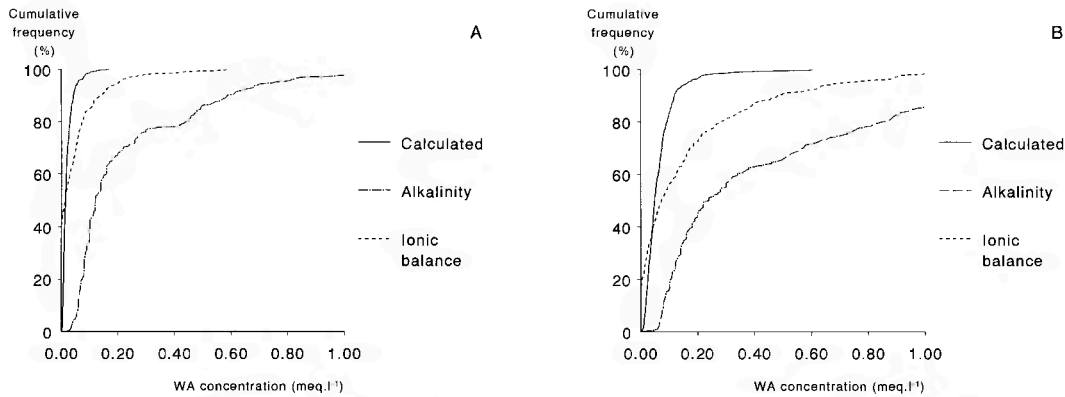 Cumulative
frequency
(%)
A
100
80
60
40
20
0
0.00 0.20 0.40 0.60 0.80 1.00
WA concentration (meq.l⁻¹)
Calculated
Alkalinity
Ionic
balance
Cumulative
frequency
(%)
B
100
80
60
40
20
0
0.00 0.20 0.40 0.60 0.80 1.00
WA concentration (meq.l⁻¹)
Calculated
Alkalinity
Ionic
balance